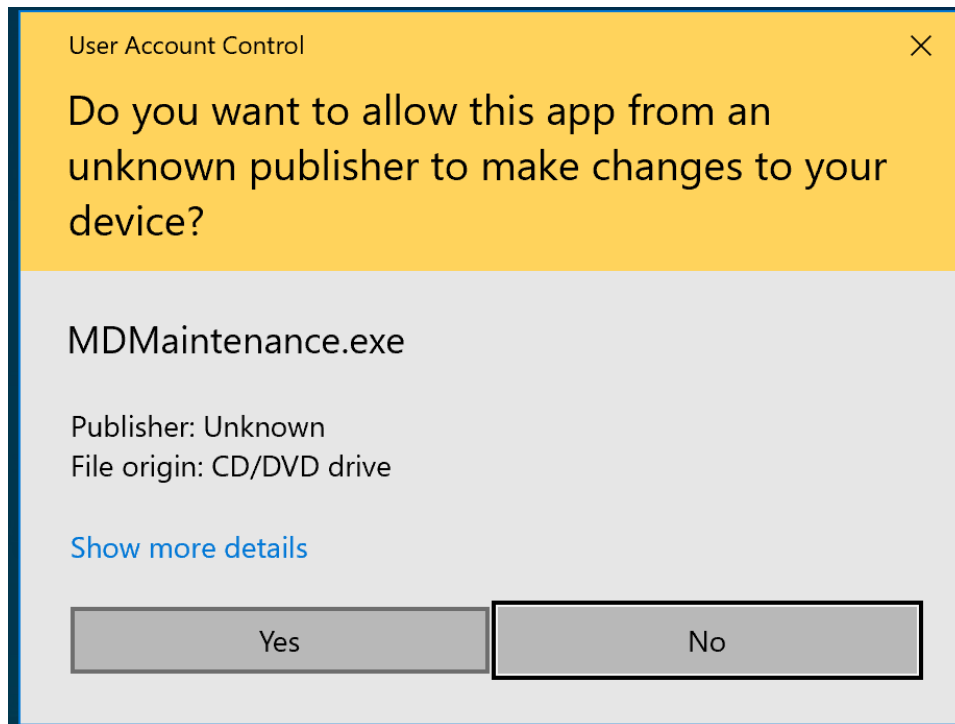 User Account Control
Do you want to allow this app from an
unknown publisher to make changes to your
device?
MDMaintenance.exe
Publisher: Unknown
File origin: CD/DVD drive
Show more details
Yes
No